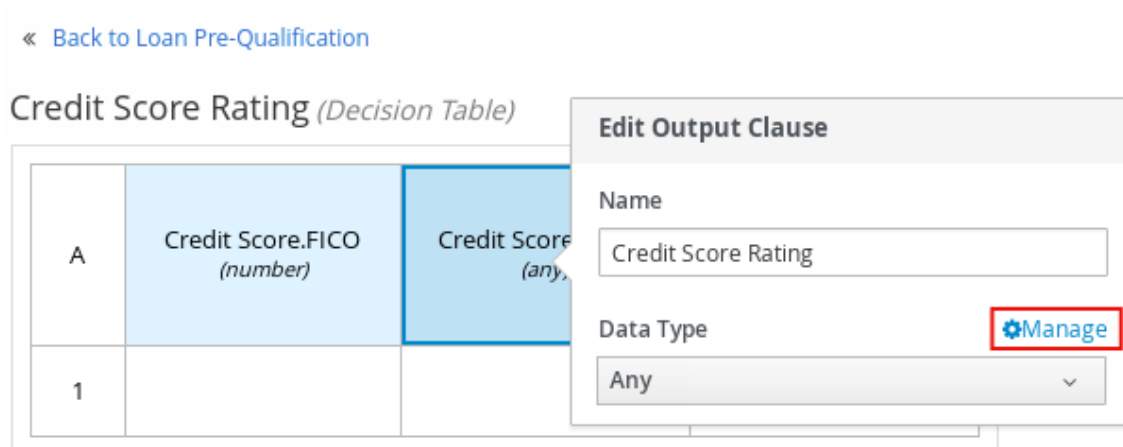 « Back to Loan Pre-Qualification
Credit Score Rating (Decision Table)
A
Credit Score.FICO
(number)
Credit Score
(any)
1
Edit Output Clause
Name
Credit Score Rating
Data Type
Manage
Any